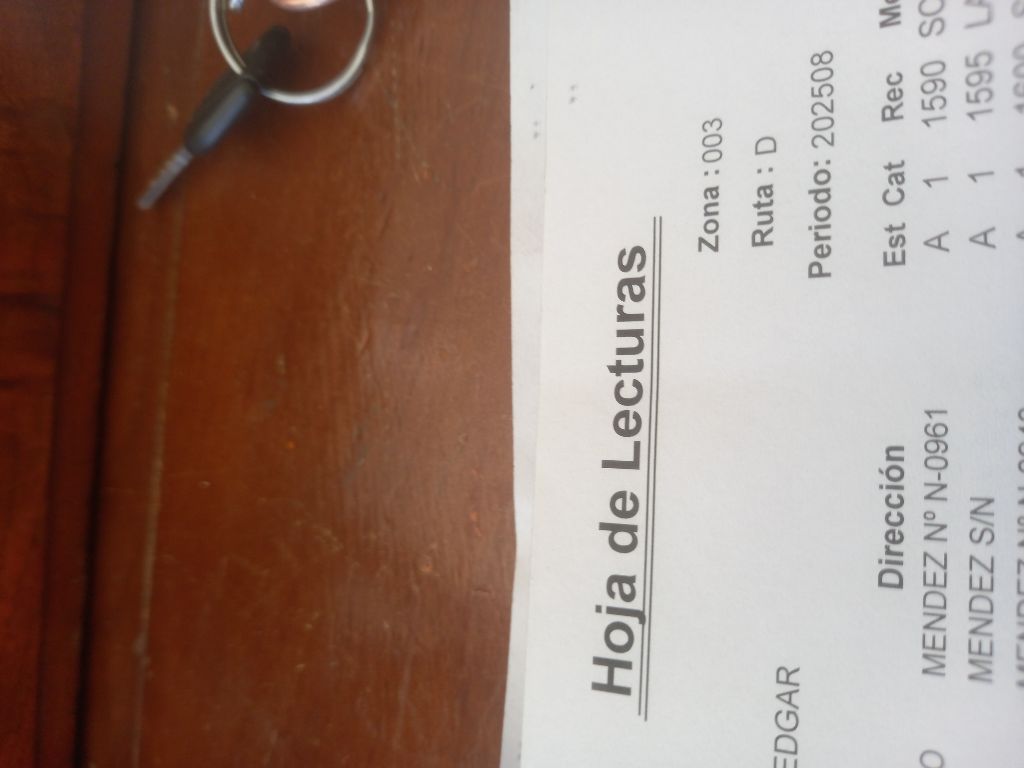 Hoja de Lecturas
Zona : 003
Ruta : D
EDGAR
Periodo: 202508
Dirección Est Cat Rec
MENDEZ Nº N-0961 A 1 1590
MENDEZ S/N A 1 1595